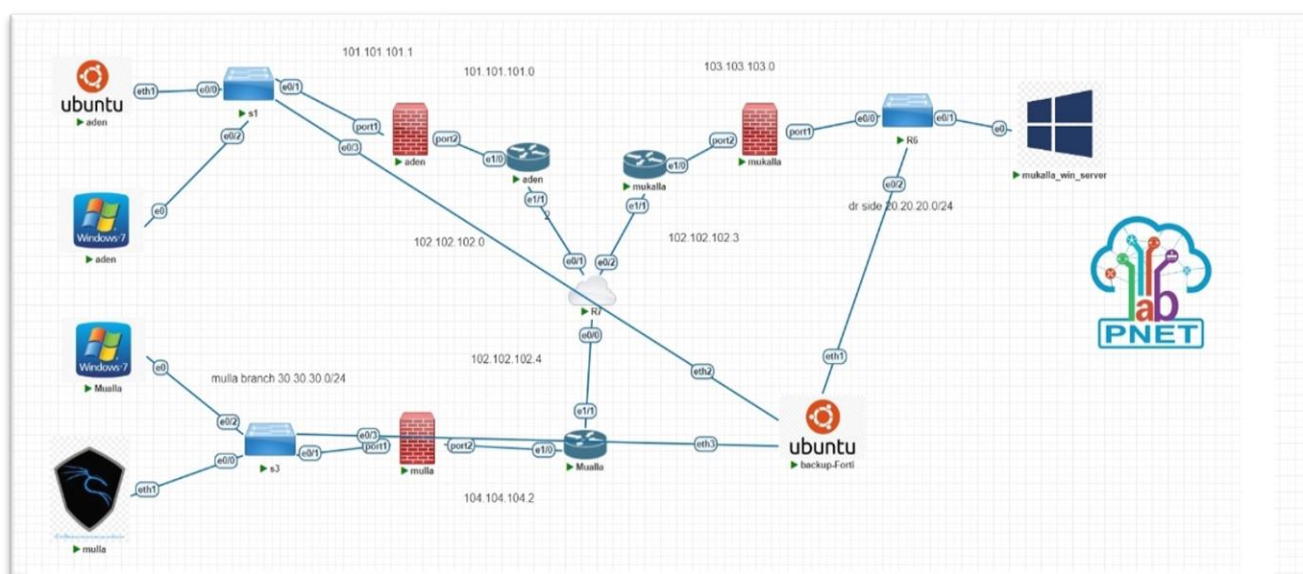 101.101.101.1
101.101.101.0
103.103.103.0
ubuntu
aden
eth1
e0/0
e0/1
s1
e0/2
e0/3
port1
aden
port2
e1/0
aden
e1/1
2
mukalla
e1/0
e1/1
port2
mukalla
port1
e0/0
R6
e0/1
e0
mukalla_win_server
e0/2
dr side 20.20.20.0/24
Windows·7
e0
aden
102.102.102.0
102.102.102.3
e0/1
e0/2
R7
e0/0
lab
PNET
Windows·7
e0
Mualla
mulla branch 30 30.30 0/24
102.102.102.4
eth1
eth2
e1/1
e0/2
e0/3
port1
e0/1
e0/0
s3
mulla
port2
e1/0
Mualla
eth3
ubuntu
backup-Forti
eth1
mulla
104.104.104.2